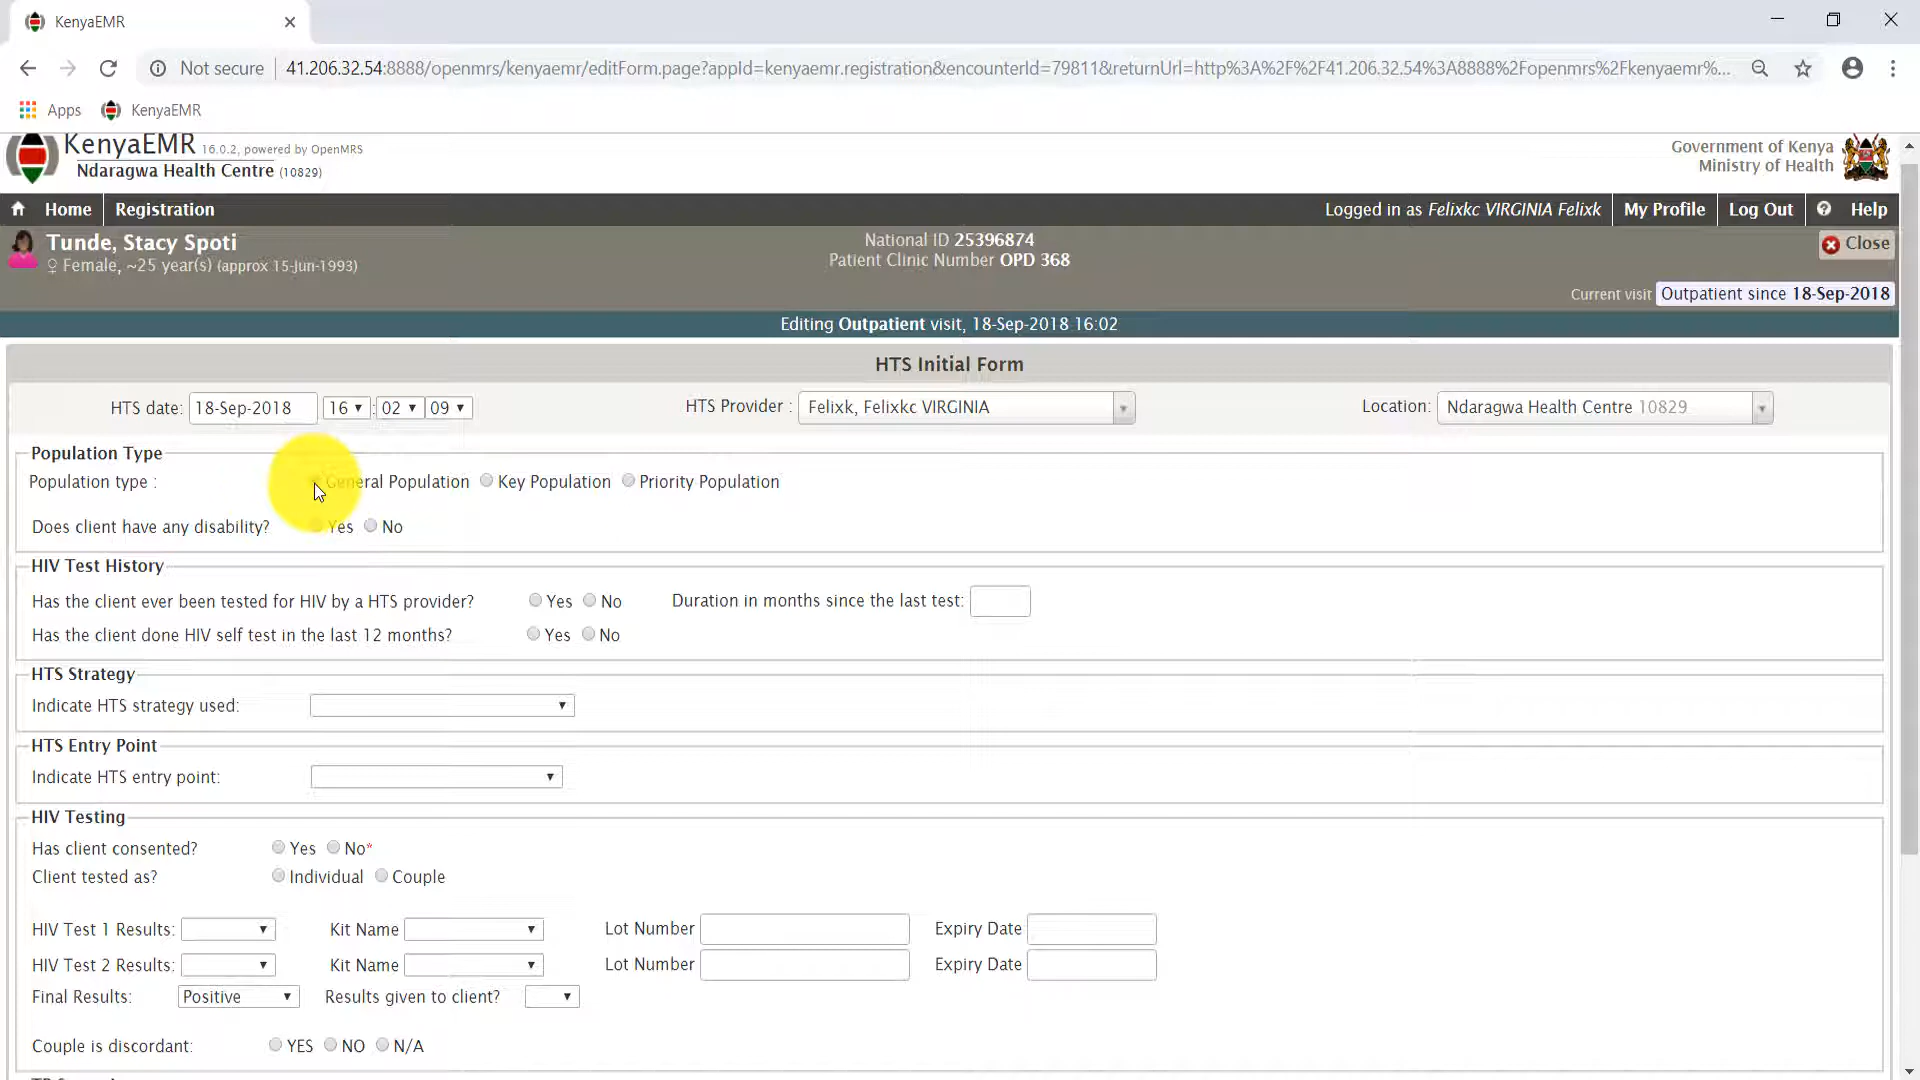 KenyaEMR
Not secure 41.206.32.54:8888/openmrs/kenyaemr/editForm.page?appId=kenyaemr.registration&encounterId=79811&returnUrl=http%3A%2F%2F41.206.32.54%3A8888%2Fopenmrs%2Fkenyaemr%...
Apps KenyaEMR
KenyaEMR 16.0.2, powered by OpenMRS
Ndaragwa Health Centre (10829)
Government of Kenya
Ministry of Health
Home Registration Logged in as Felixkc VIRGINIA Felixk My Profile Log Out Help
Tunde, Stacy Spoti
Female, ~25 year(s) (approx 15-Jun-1993)
National ID 25396874
Patient Clinic Number OPD 368
Close
Current visit Outpatient since 18-Sep-2018
Editing Outpatient visit, 18-Sep-2018 16:02
HTS Initial Form
HTS date: 18-Sep-2018 16 : 02 09 HTS Provider : Felixk, Felixkc VIRGINIA Location: Ndaragwa Health Centre 10829
Population Type
Population type : General Population Key Population Priority Population
Does client have any disability? Yes No
HIV Test History
Has the client ever been tested for HIV by a HTS provider? Yes No Duration in months since the last test:
Has the client done HIV self test in the last 12 months? Yes No
HTS Strategy
Indicate HTS strategy used:
HTS Entry Point
Indicate HTS entry point:
HIV Testing
Has client consented? Yes No*
Client tested as? Individual Couple
HIV Test 1 Results: Kit Name Lot Number Expiry Date
HIV Test 2 Results: Kit Name Lot Number Expiry Date
Final Results: Positive Results given to client?
Couple is discordant: YES NO N/A